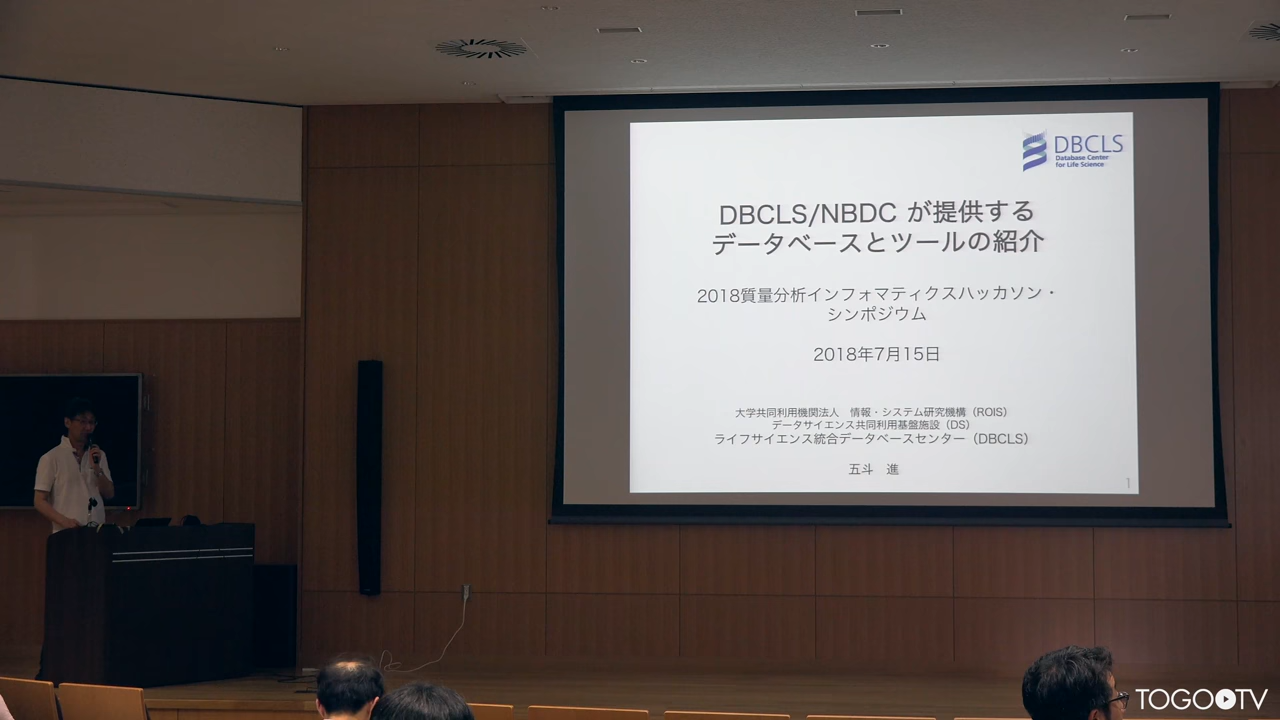 DBCLS
Database Center
for Life Science
DBCLS/NBDC が提供する
データベースとツールの紹介
2018質量分析インフォマティクスハッカソン・
シンポジウム
2018年7月15日
大学共同利用機関法人　情報・システム研究機構（ROIS）
データサイエンス共同利用基盤施設（DS）
ライフサイエンス統合データベースセンター（DBCLS）
五斗　進
1
TOGOTV